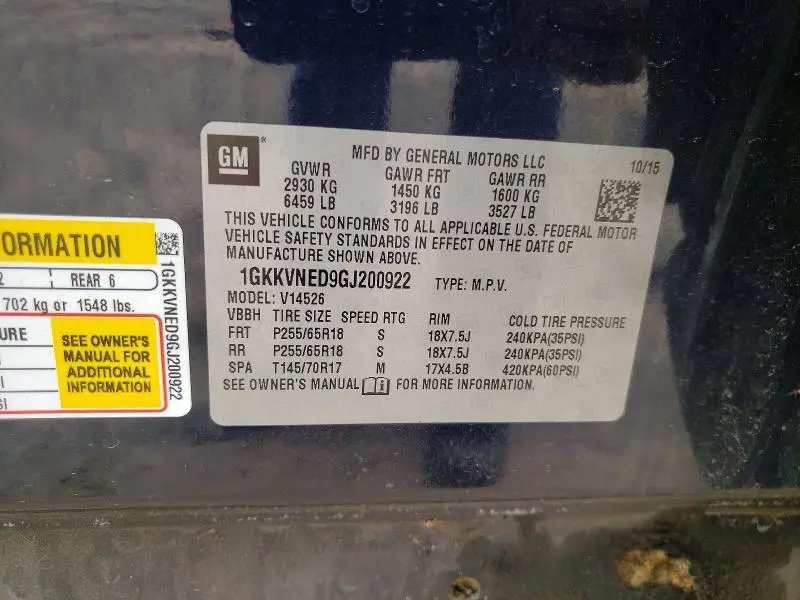 GM
MFD BY GENERAL MOTORS LLC 10/15
GVWR GAWR FRT GAWR RR
2930 KG 1450 KG 1600 KG
6459 LB 3196 LB 3527 LB
THIS VEHICLE CONFORMS TO ALL APPLICABLE U.S. FEDERAL MOTOR
VEHICLE SAFETY STANDARDS IN EFFECT ON THE DATE OF
MANUFACTURE SHOWN ABOVE.
1GKKVNED9GJ200922 TYPE: M.P.V.
MODEL: V14526
VBBH TIRE SIZE SPEED RTG RIM COLD TIRE PRESSURE
FRT P255/65R18 S 18X7.5J 240KPA(35PSI)
RR P255/65R18 S 18X7.5J 240KPA(35PSI)
SPA T145/70R17 M 17X4.5B 420KPA(60PSI)
SEE OWNER'S MANUAL FOR MORE INFORMATION.
ORMATION
2 REAR 6
702 kg or 1548 lbs.
URE
SEE OWNER'S
MANUAL FOR
ADDITIONAL
INFORMATION
SI
1GKKVNED9GJ200922